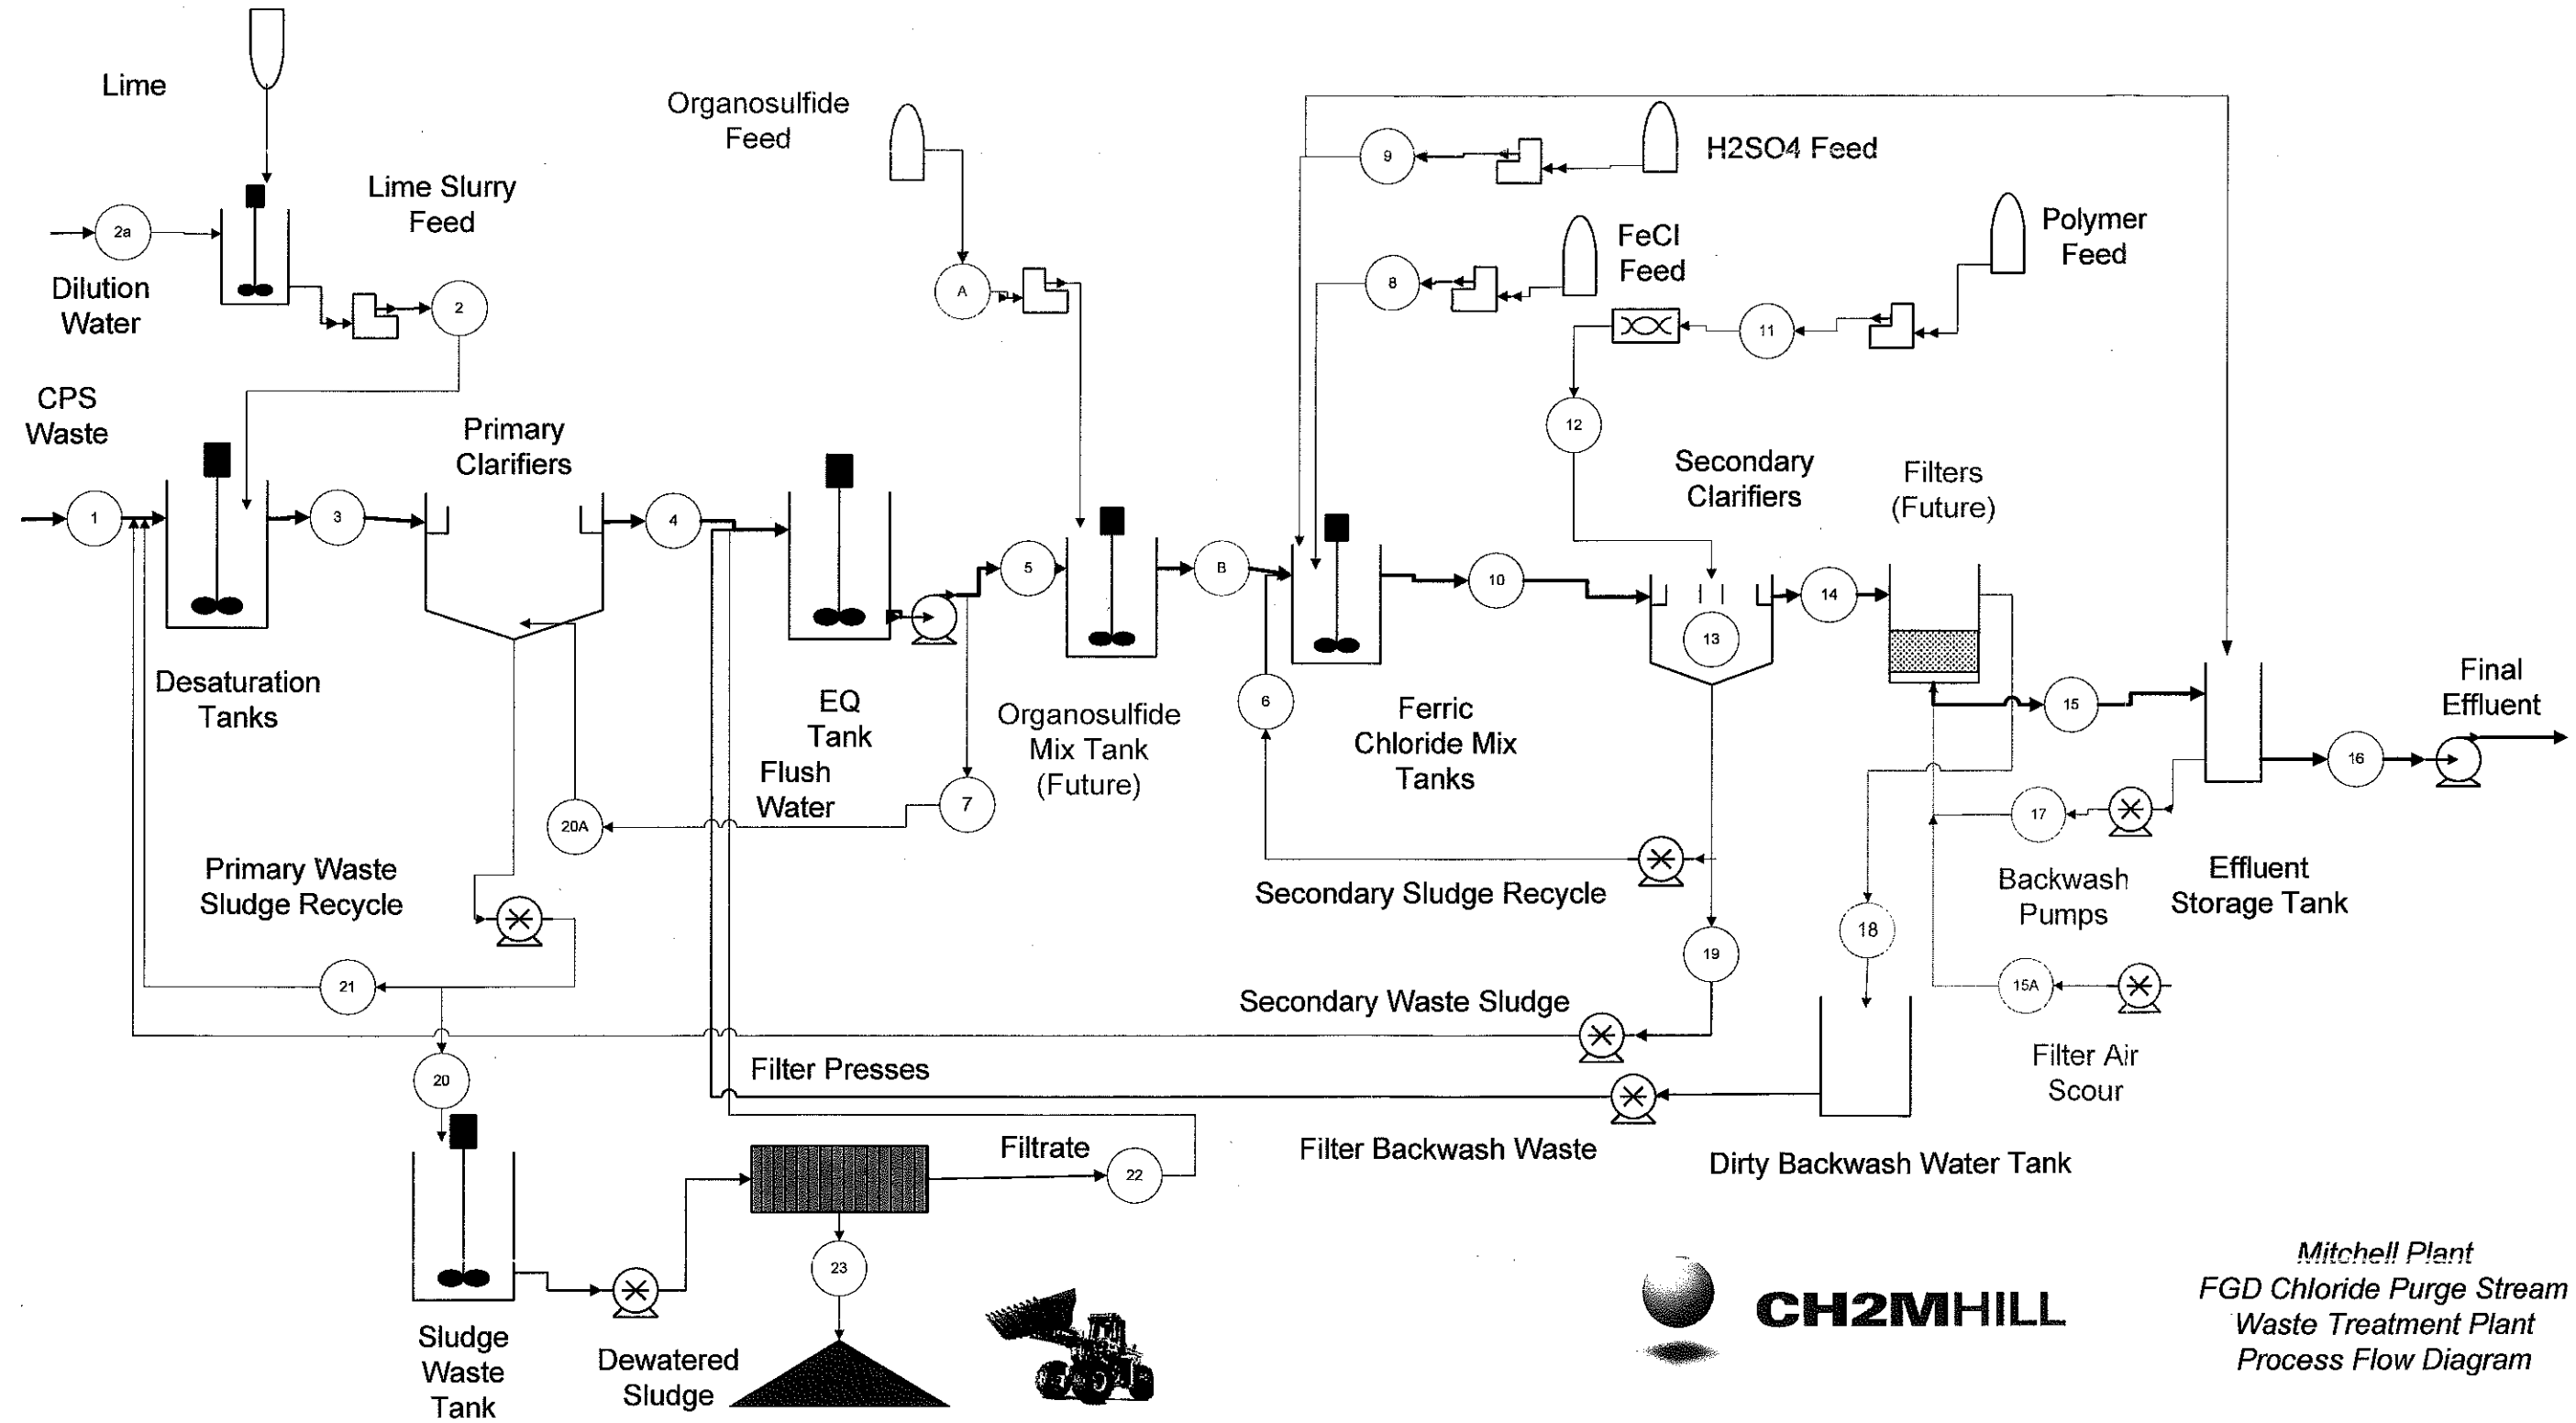 Lime
Organosulfide
Feed
9
H2SO4 Feed
Lime Slurry
Feed
2a
Dilution
Water
2
A
8
FeCl
Feed
Polymer
Feed
11
12
CPS
Waste
Primary
Clarifiers
Secondary
Clarifiers
Filters
(Future)
1
3
4
5
B
10
13
14
Desaturation
Tanks
EQ
Tank
Flush
Water
Organosulfide
Mix Tank
(Future)
6
Ferric
Chloride Mix
Tanks
15
Final
Effluent
16
7
20A
17
Primary Waste
Sludge Recycle
Secondary Sludge Recycle
Backwash
Pumps
Effluent
Storage Tank
18
19
21
15A
Secondary Waste Sludge
Filter Air
Scour
20
Filter Presses
Filter Backwash Waste
Dirty Backwash Water Tank
Filtrate
22
23
Sludge
Waste
Tank
Dewatered
Sludge
CH2MHILL
Mitchell Plant
FGD Chloride Purge Stream
Waste Treatment Plant
Process Flow Diagram